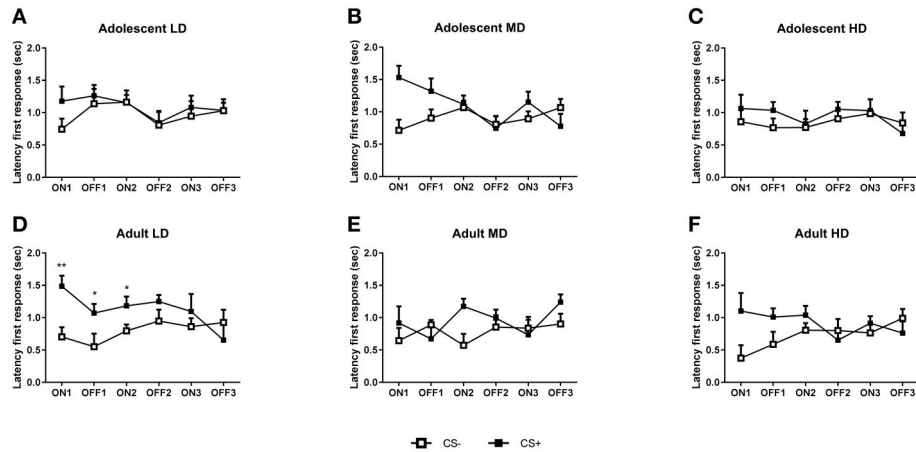 A
Adolescent LD
Latency first response (sec)
2.0
1.5
1.0
0.5
0.0
ON1 OFF1 ON2 OFF2 ON3 OFF3
B
Adolescent MD
Latency first response (sec)
2.0
1.5
1.0
0.5
0.0
ON1 OFF1 ON2 OFF2 ON3 OFF3
C
Adolescent HD
Latency first response (sec)
2.0
1.5
1.0
0.5
0.0
ON1 OFF1 ON2 OFF2 ON3 OFF3
D
Adult LD
Latency first response (sec)
2.0
1.5
1.0
0.5
0.0
** * *
ON1 OFF1 ON2 OFF2 ON3 OFF3
E
Adult MD
Latency first response (sec)
2.0
1.5
1.0
0.5
0.0
ON1 OFF1 ON2 OFF2 ON3 OFF3
F
Adult HD
Latency first response (sec)
2.0
1.5
1.0
0.5
0.0
ON1 OFF1 ON2 OFF2 ON3 OFF3
CS- CS+